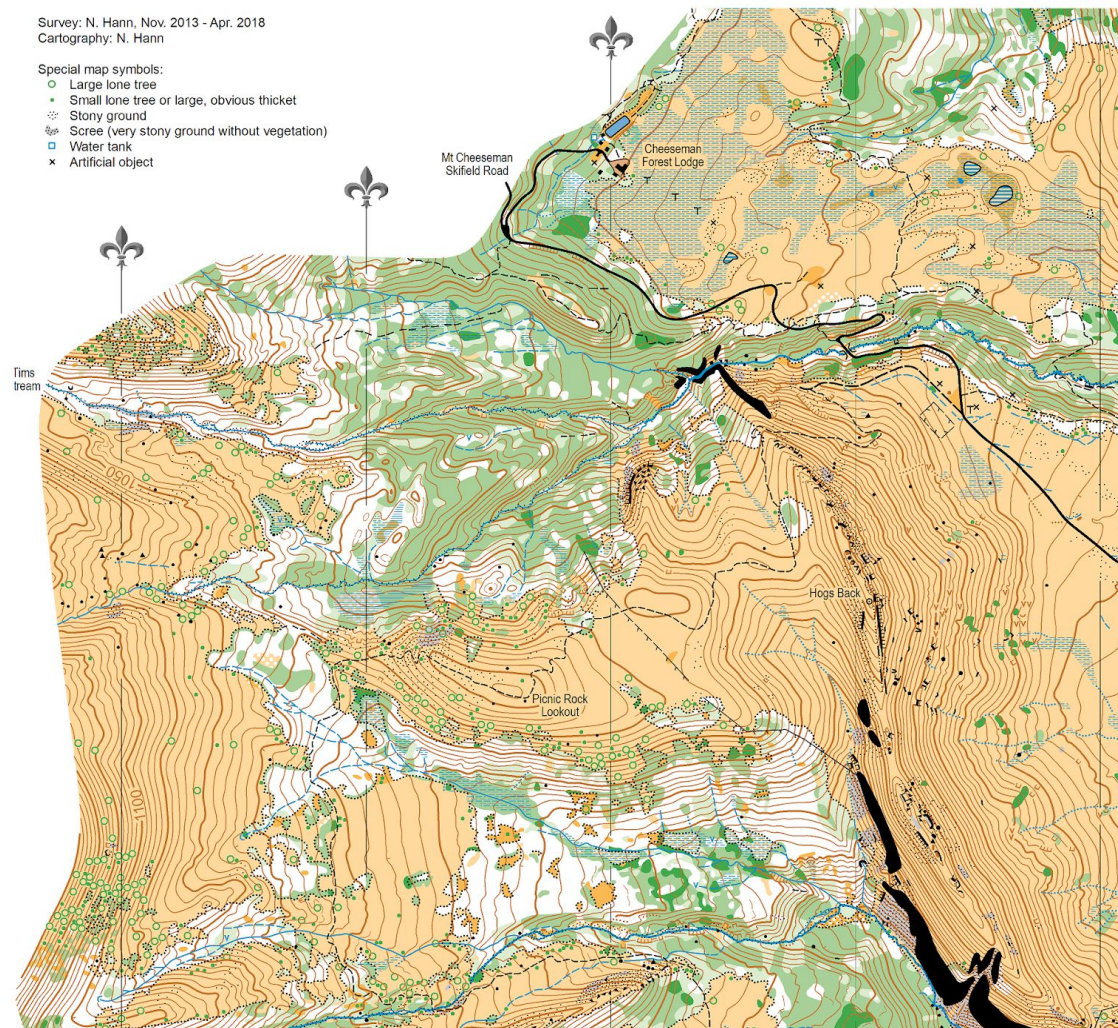 Survey: N. Hann, Nov. 2013 - Apr. 2018
Cartography: N. Hann
Special map symbols:
Large lone tree
Small lone tree or large, obvious thicket
Stony ground
Scree (very stony ground without vegetation)
Water tank
Artificial object
Mt Cheeseman
Skifield Road
Cheeseman
Forest Lodge
Tims
tream
1050
Hogs Back
Picnic Rock
Lookout
1100